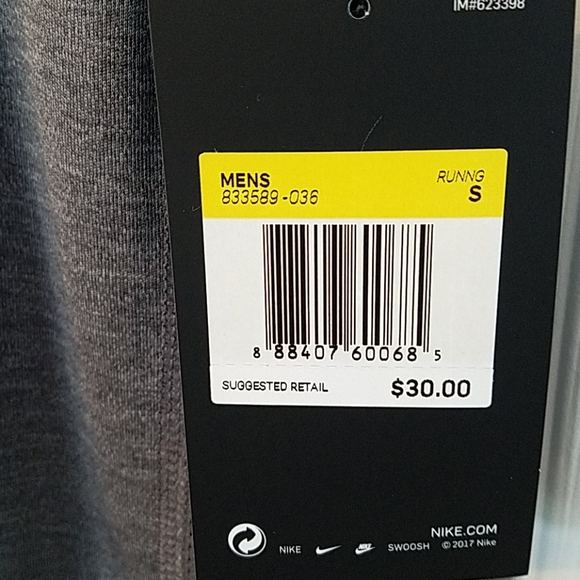 IM#623398
MENS RUNNG
833589-036 S
8 88407 60068 5
SUGGESTED RETAIL $30.00
NIKE.COM
NIKE SWOOSH © 2017 Nike